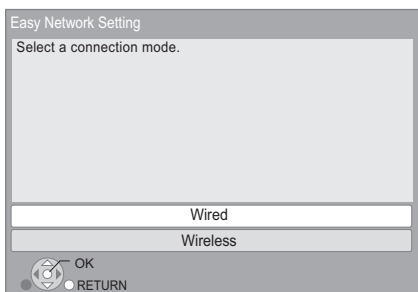 Easy Network Setting
Select a connection mode.
Wired
Wireless
OK
RETURN